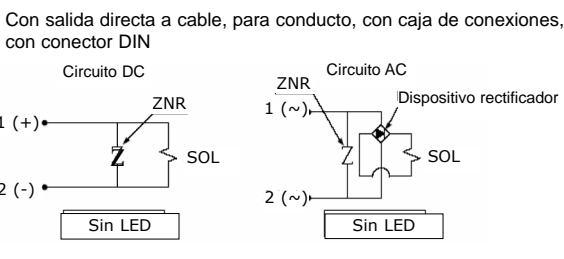 Con salida directa a cable, para conducto, con caja de conexiones,
con conector DIN
Circuito DC
ZNR
1 (+)
SOL
2 (-)
Sin LED
Circuito AC
ZNR
Dispositivo rectificador
1 (~)
SOL
2 (~)
Sin LED